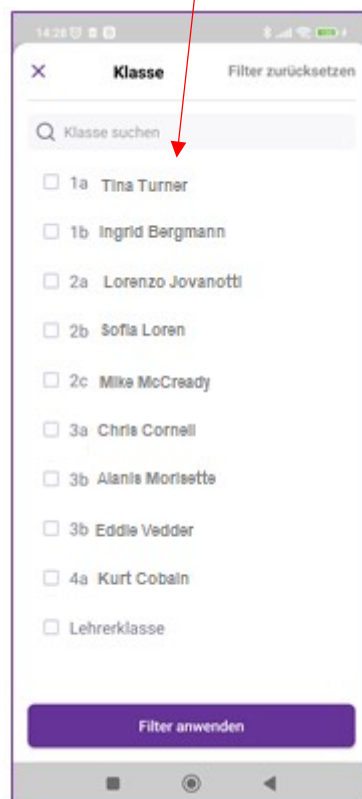 14:28
Klasse Filter zurücksetzen
Klasse suchen
1a Tina Turner
1b Ingrid Bergmann
2a Lorenzo Jovanotti
2b Sofia Loren
2c Mike McCready
3a Chris Cornell
3b Alanis Morisette
3b Eddie Vedder
4a Kurt Cobain
Lehrerklasse
Filter anwenden